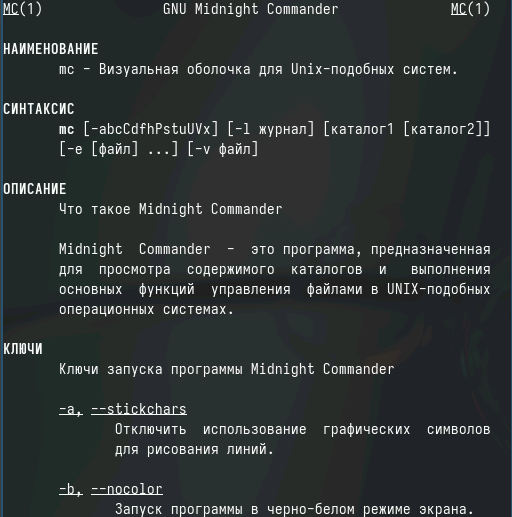 MC(1) GNU Midnight Commander MC(1)
НАИМЕНОВАНИЕ
mc - Визуальная оболочка для Unix-подобных систем.
СИНТАКСИС
mc [-abcCdfhPstuUVx] [-l журнал] [каталог1 [каталог2]]
[-e [файл] ...] [-v файл]
ОПИСАНИЕ
Что такое Midnight Commander
Midnight Commander - это программа, предназначенная
для просмотра содержимого каталогов и выполнения
основных функций управления файлами в UNIX-подобных
операционных системах.
КЛЮЧИ
Ключи запуска программы Midnight Commander
-a, --stickchars
Отключить использование графических символов
для рисования линий.
-b, --nocolor
Запуск программы в черно-белом режиме экрана.